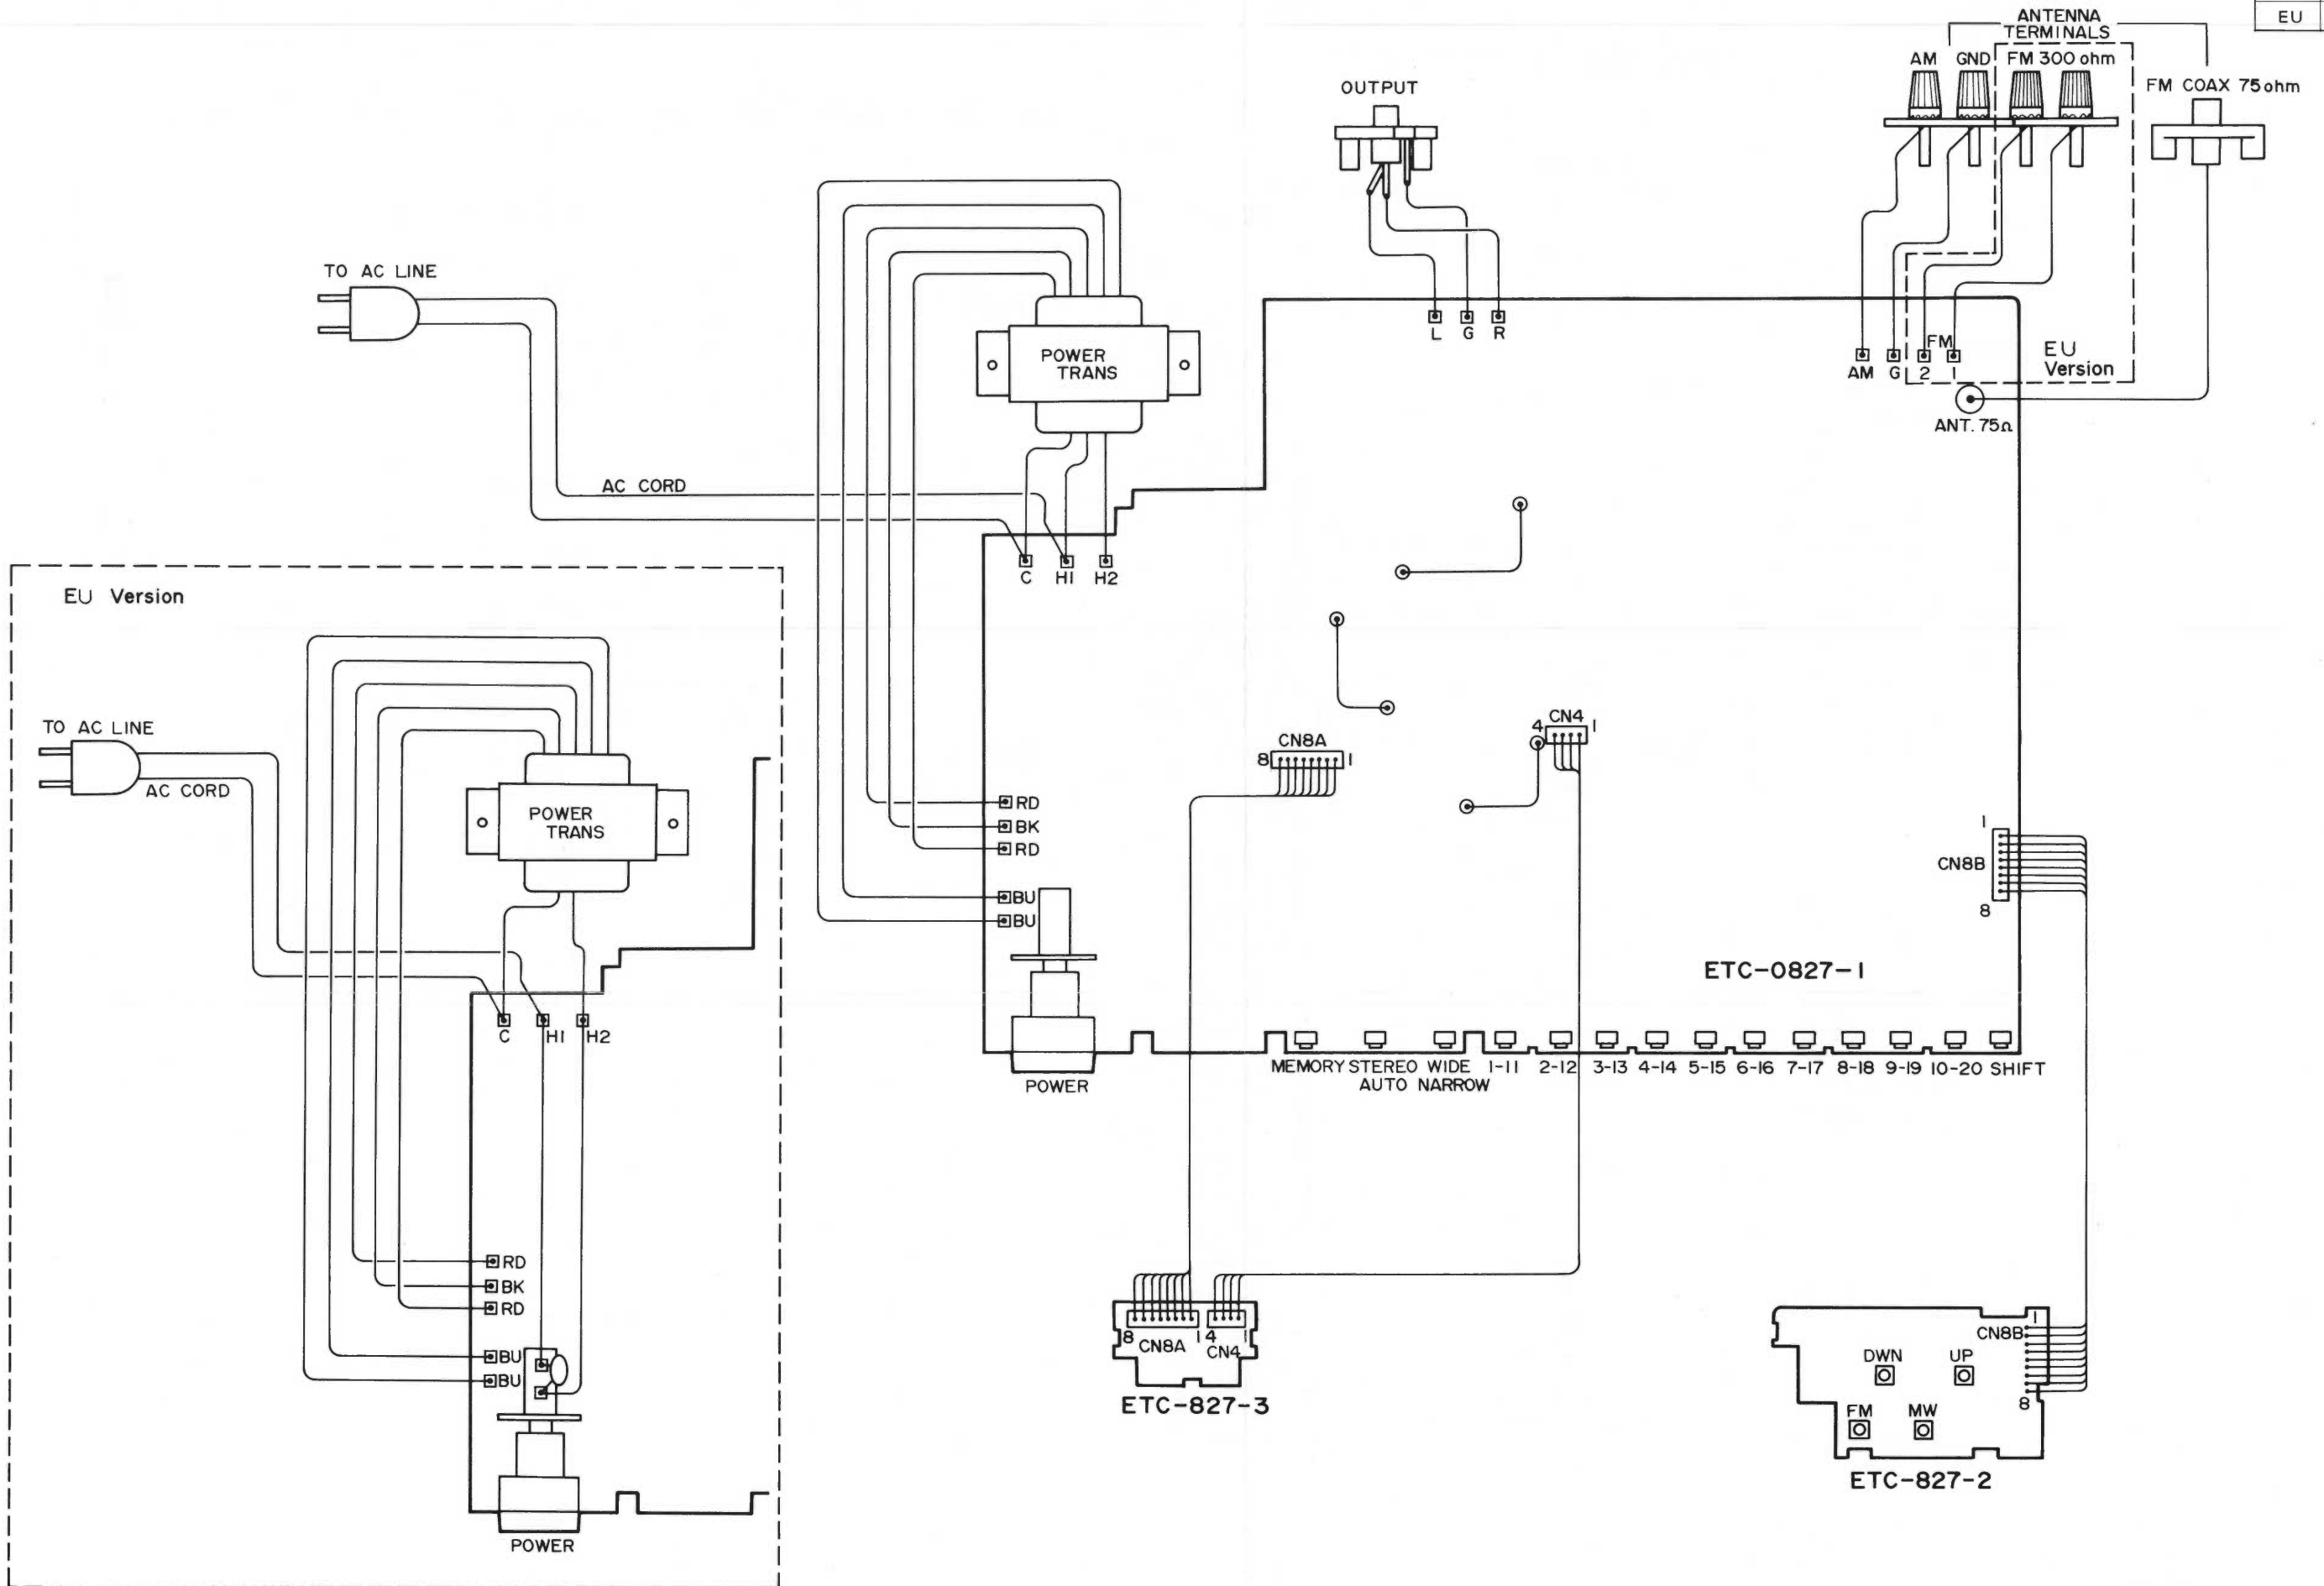 EU
ANTENNA
TERMINALS
AM GND FM 300 ohm
FM COAX 75ohm
OUTPUT
TO AC LINE
POWER
TRANS
L G R
FM
AM G 2 1
EU
Version
ANT. 75Ω
AC CORD
C H1 H2
EU Version
TO AC LINE
AC CORD
POWER
TRANS
C H1 H2
RD
BK
RD
BU
BU
POWER
RD
BK
RD
BU
BU
POWER
CN8A
8 1
CN4
4 1
1
CN8B
8
ETC-0827-1
MEMORY STEREO WIDE 1-11 2-12 3-13 4-14 5-15 6-16 7-17 8-18 9-19 10-20 SHIFT
AUTO NARROW
8 CN8A 1 4 CN4 1
ETC-827-3
1
CN8B
DWN UP
8
FM MW
ETC-827-2